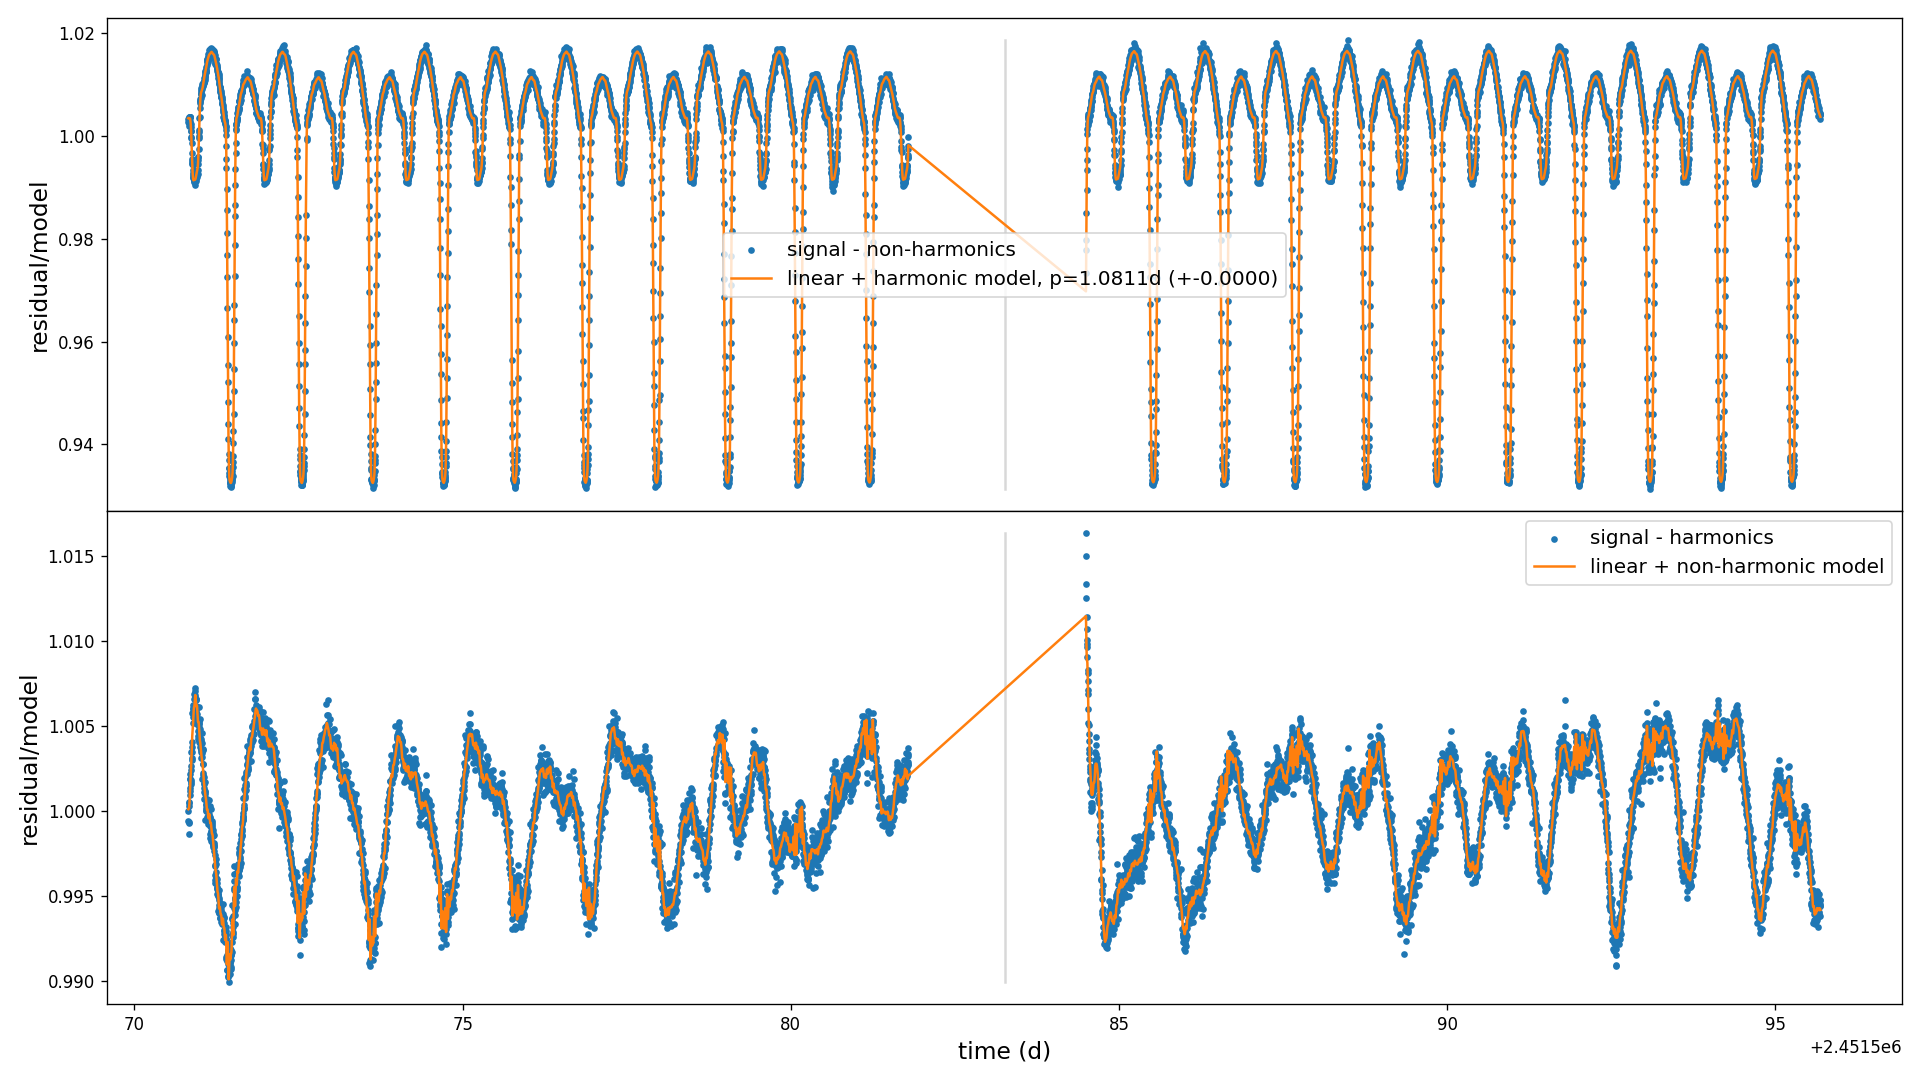 1.02
1.00
0.98
0.96
0.94
residual/model
signal - non-harmonics
linear + harmonic model, p=1.0811d (+-0.0000)
1.015
1.010
1.005
1.000
0.995
0.990
residual/model
signal - harmonics
linear + non-harmonic model
70 75 80 85 90 95
time (d)
+2.4515e6